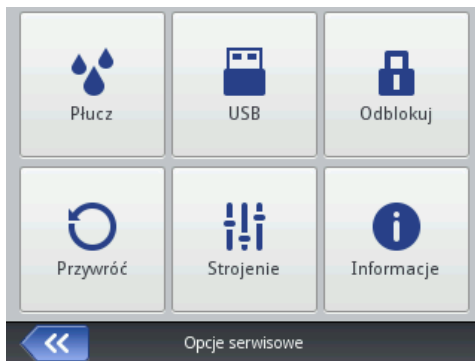 Płucz
USB
Odblokuj
Przywróć
Strojenie
Informacje
Opcje serwisowe